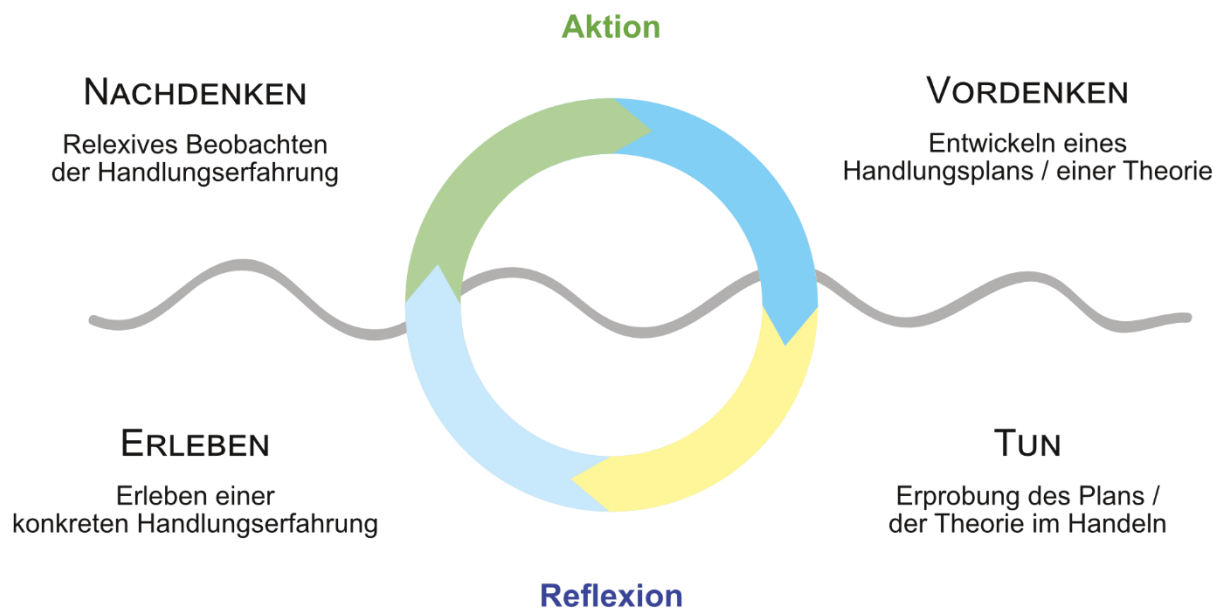 Aktion
NACHDENKEN
Relexives Beobachten
der Handlungserfahrung
VORDENKEN
Entwickeln eines
Handlungsplans / einer Theorie
ERLEBEN
Erleben einer
konkreten Handlungserfahrung
TUN
Erprobung des Plans /
der Theorie im Handeln
Reflexion